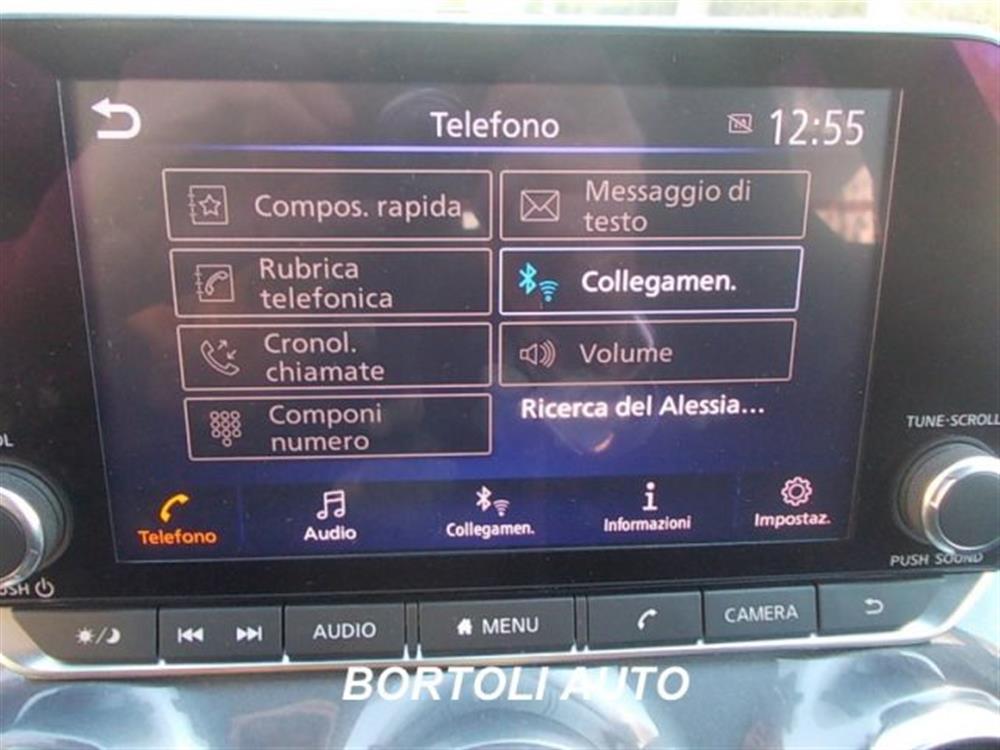 Telefono
TA
12:55
Compos. rapida
Messaggio di
testo
Rubrica
telefonica
Collegamen.
Cronol.
chiamate
Volume
Componi
numero
Ricerca del Alessia...
Telefono
Audio
Collegamen.
Informazioni
Impostaz.
TUNE·SCROLL
PUSH SOUND
AUDIO
MENU
CAMERA
BORTOLI AUTO